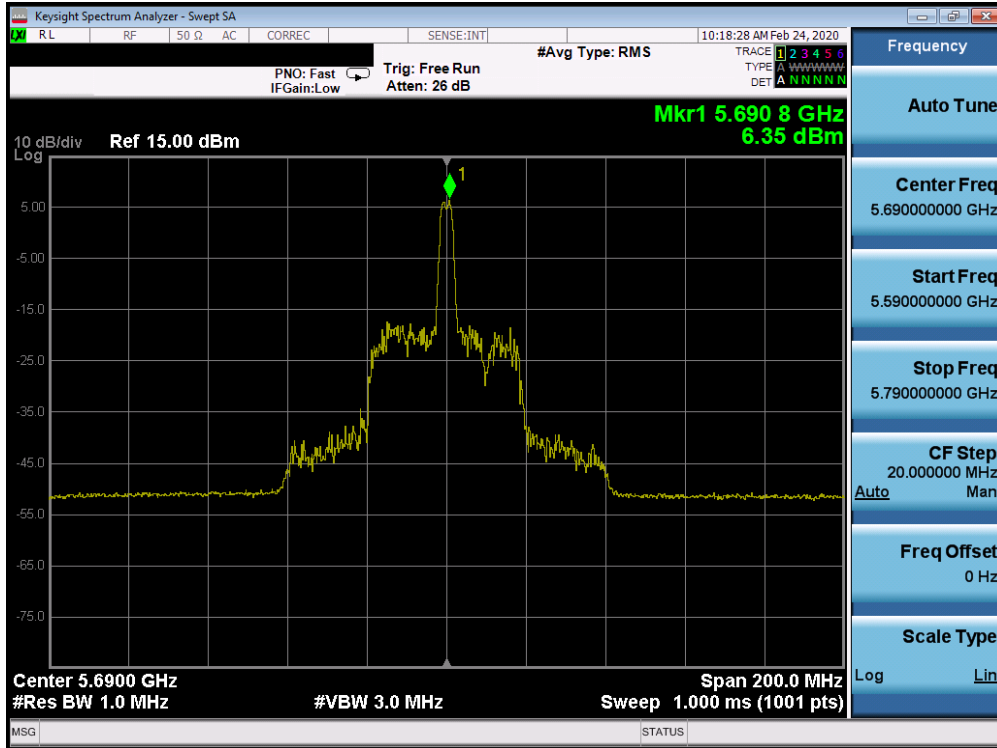 Keysight Spectrum Analyzer - Swept SA
LXI RL RF 50 Ω AC CORREC SENSE:INT 10:18:28 AM Feb 24, 2020
PNO: Fast
IFGain:Low
Trig: Free Run
Atten: 26 dB
#Avg Type: RMS
TRACE 1 2 3 4 5 6
TYPE A WWWWW
DET A N N N N N
Mkr1 5.690 8 GHz
6.35 dBm
10 dB/div Ref 15.00 dBm
Log
1
5.00
-5.00
-15.0
-25.0
-35.0
-45.0
-55.0
-65.0
-75.0
Center 5.6900 GHz Span 200.0 MHz
#Res BW 1.0 MHz #VBW 3.0 MHz Sweep 1.000 ms (1001 pts)
MSG STATUS
Frequency
Auto Tune
Center Freq
5.690000000 GHz
Start Freq
5.590000000 GHz
Stop Freq
5.790000000 GHz
CF Step
20.000000 MHz
Auto Man
Freq Offset
0 Hz
Scale Type
Log Lin